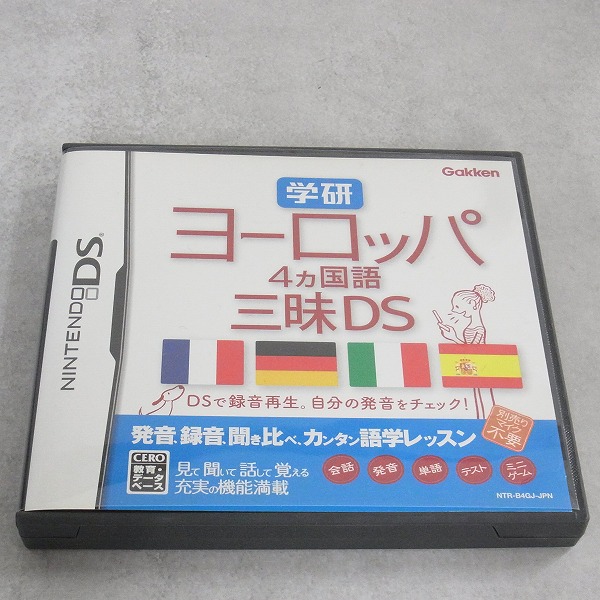 NINTENDO DS
Gakken
学研
ヨーロッパ
4ヵ国語
三昧DS
DSで録音再生。自分の発音をチェック!
発音、録音、聞き比べ、カンタン語学レッスン
別売り
マイク
不要
CERO
教育・
データ
ベース
見て聞いて話して覚える
充実の機能満載
会話
発音
単語
テスト
ミニ
ゲーム
NTR-B4GJ-JPN